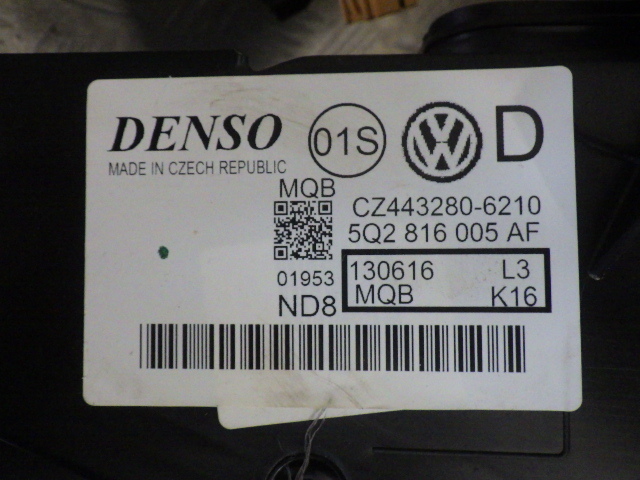 DENSO
01S
D
MADE IN CZECH REPUBLIC
MQB
CZ443280-6210
5Q2 816 005 AF
01953
130616 L3
ND8
MQB K16